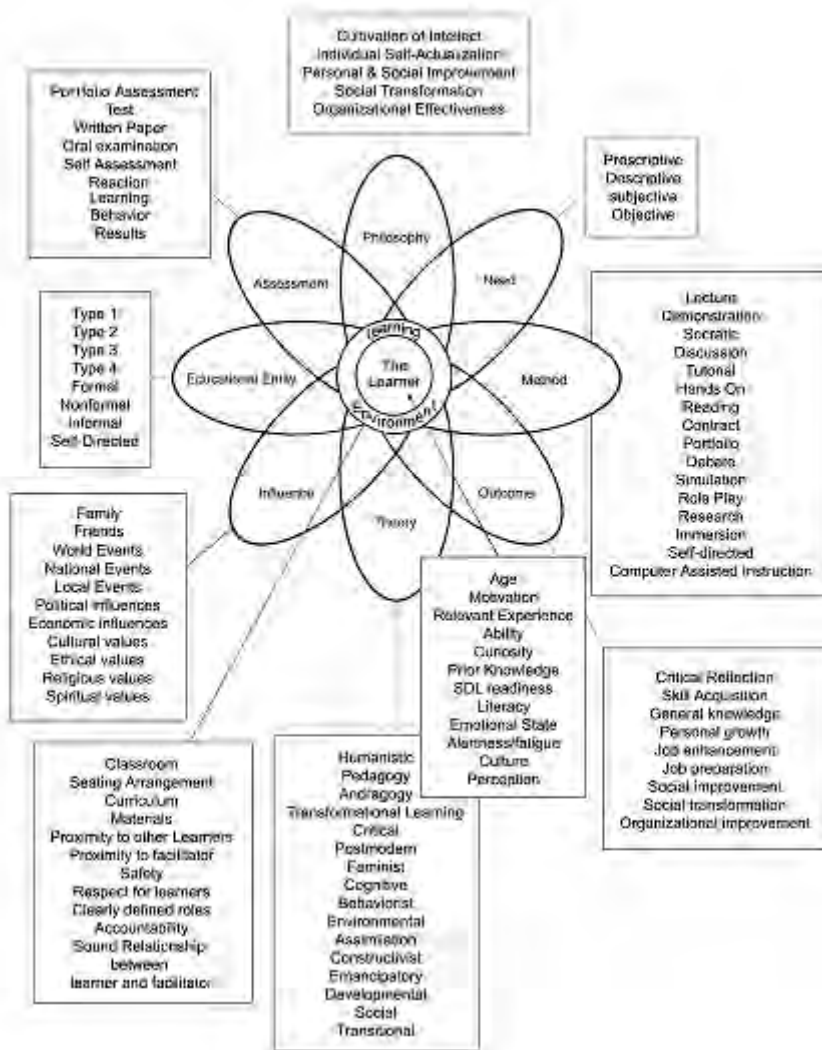 Cultivation of Intellect
Individual Self-Actualization
Personal & Social Improvement
Social Transformation
Organizational Effectiveness
Portfolio Assessment
Test
Written Paper
Oral examination
Self Assessment
Reaction
Learning
Behavior
Results
Prescriptive
Descriptive
subjective
Objective
Philosophy
Assessment
Need
Type 1
Type 2
Type 3
Type 4
Formal
Nonformal
Informal
Self-Directed
Educational Entity
Learning
The
Learner
Environment
Method
Lecture
Demonstration
Socratic
Discussion
Tutorial
Hands On
Reading
Contract
Portfolio
Debate
Simulation
Role Play
Research
Immersion
Self-directed
Computer Assisted Instruction
Influence
Theory
Outcome
Family
Friends
World Events
National Events
Local Events
Political influences
Economic influences
Cultural values
Ethical values
Religious values
Spiritual values
Age
Motivation
Relevant Experience
Ability
Curiosity
Prior Knowledge
SDL readiness
Literacy
Emotional State
Alertness/fatigue
Culture
Perception
Critical Reflection
Skill Acquisition
General knowledge
Personal growth
Job enhancement
Job preparation
Social improvement
Social transformation
Organizational improvement
Classroom
Seating Arrangement
Curriculum
Materials
Proximity to other Learners
Proximity to facilitator
Safety
Respect for learners
Clearly defined roles
Accountability
Sound Relationship
between
learner and facilitator
Humanistic
Pedagogy
Andragogy
Transformational Learning
Critical
Postmodern
Feminist
Cognitive
Behaviorist
Environmental
Assimilation
Constructivist
Emancipatory
Developmental
Social
Transitional